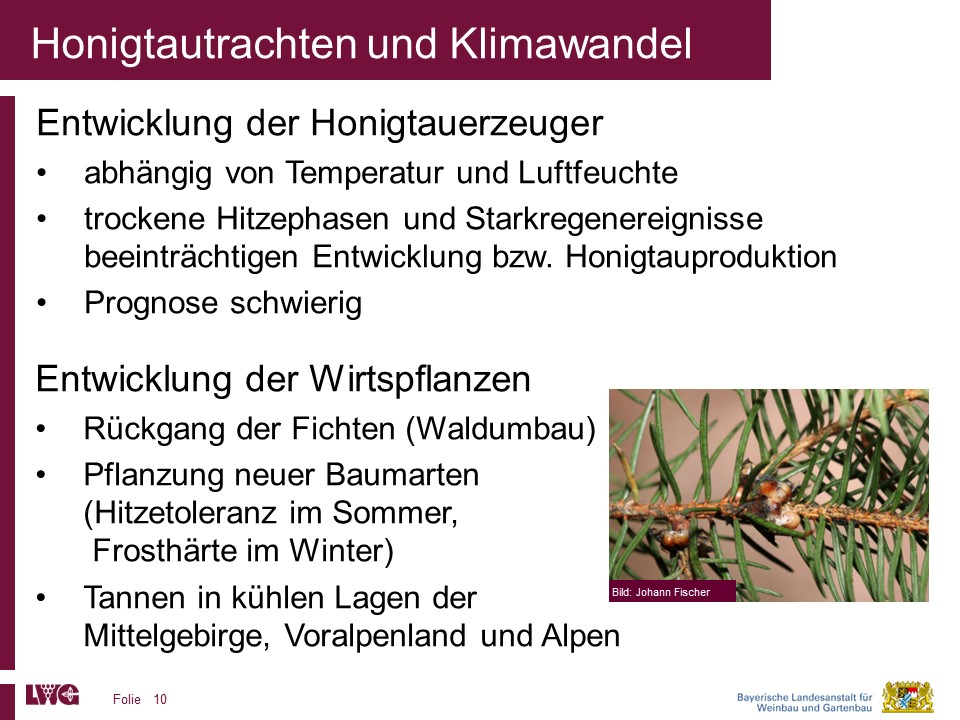 Honigtautrachten und Klimawandel
Entwicklung der Honigtauerzeuger
• abhängig von Temperatur und Luftfeuchte
• trockene Hitzephasen und Starkregenereignisse
beeinträchtigen Entwicklung bzw. Honigtauproduktion
• Prognose schwierig
Entwicklung der Wirtspflanzen
• Rückgang der Fichten (Waldumbau)
• Pflanzung neuer Baumarten
(Hitzetoleranz im Sommer,
Frosthärte im Winter)
• Tannen in kühlen Lagen der
Mittelgebirge, Voralpenland und Alpen
Bild: Johann Fischer
LWG
Folie 10
Bayerische Landesanstalt für
Weinbau und Gartenbau